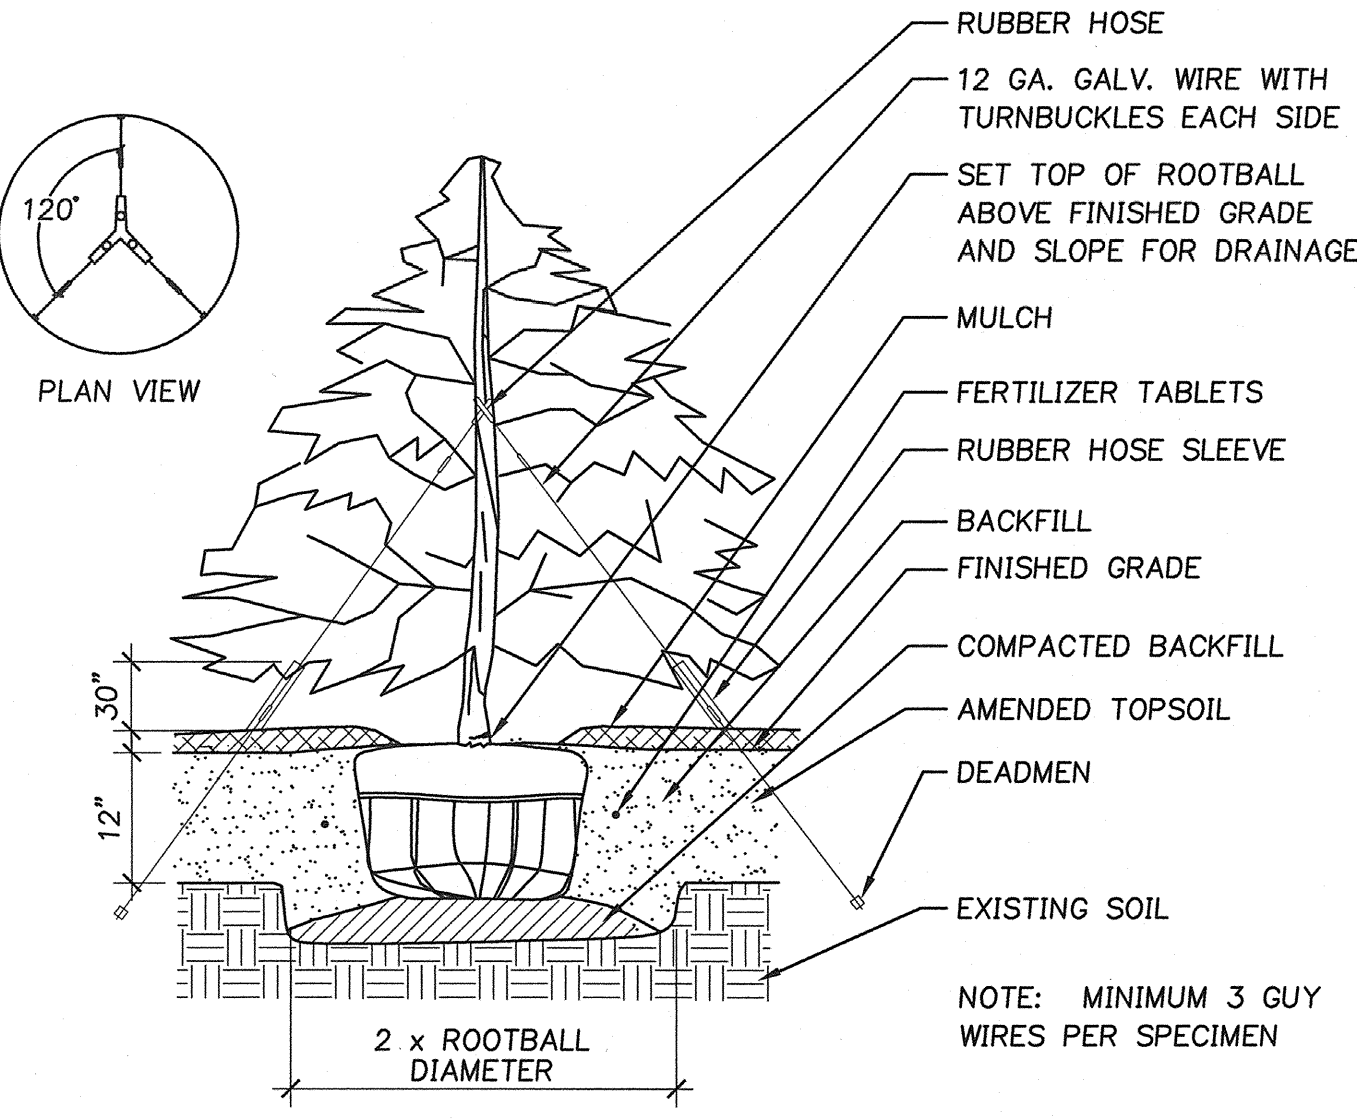 RUBBER HOSE
12 GA. GALV. WIRE WITH
TURNBUCKLES EACH SIDE
SET TOP OF ROOTBALL
ABOVE FINISHED GRADE
AND SLOPE FOR DRAINAGE
120°
PLAN VIEW
MULCH
FERTILIZER TABLETS
RUBBER HOSE SLEEVE
BACKFILL
FINISHED GRADE
COMPACTED BACKFILL
30"
AMENDED TOPSOIL
DEADMEN
12"
EXISTING SOIL
NOTE: MINIMUM 3 GUY
WIRES PER SPECIMEN
2 x ROOTBALL
DIAMETER